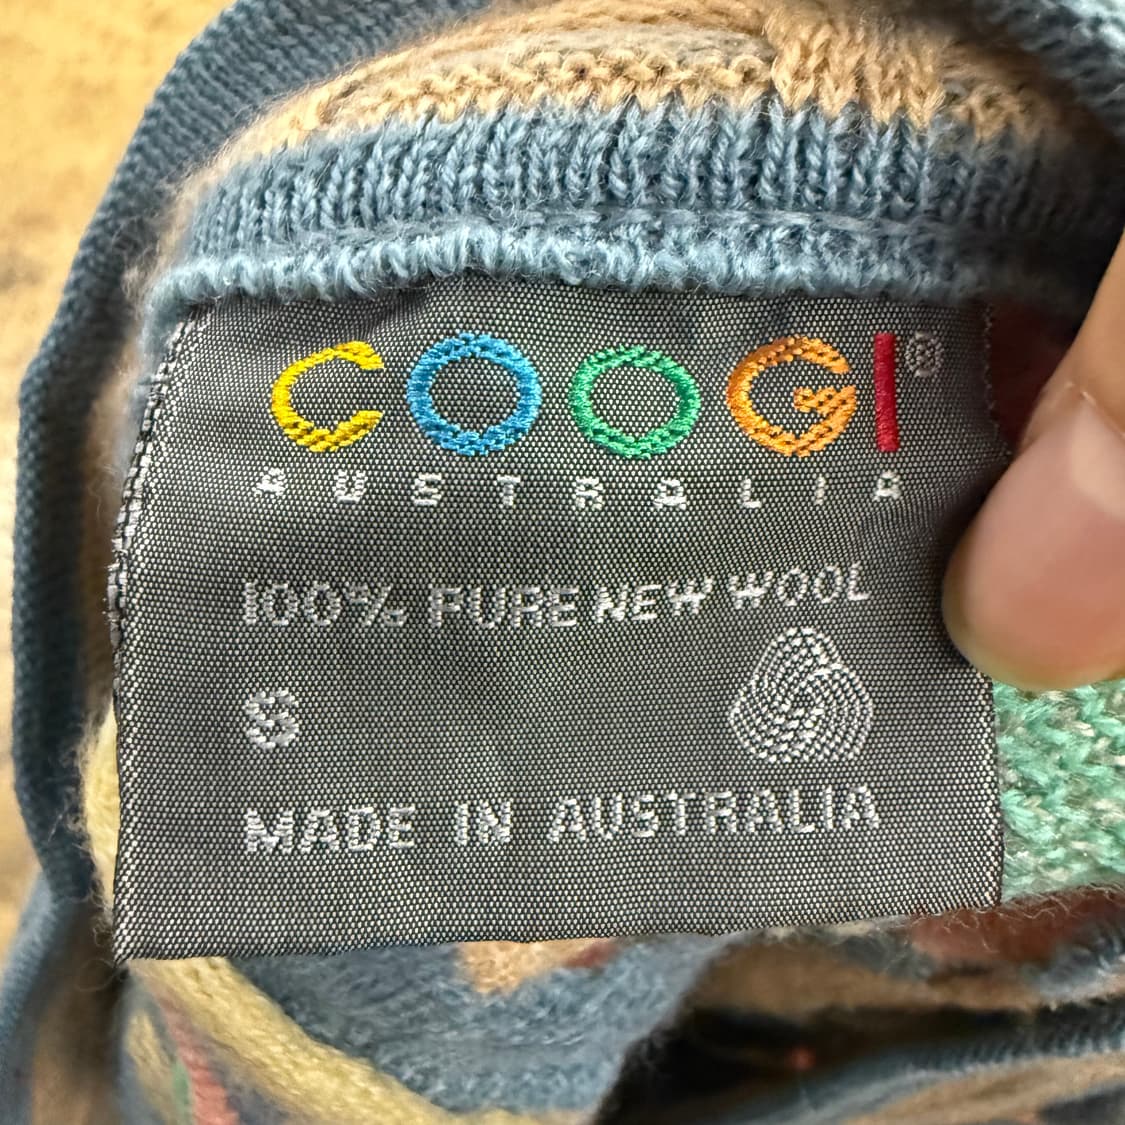 COOGI®
AUSTRALIA
100% PURE NEW WOOL
S
MADE IN AUSTRALIA